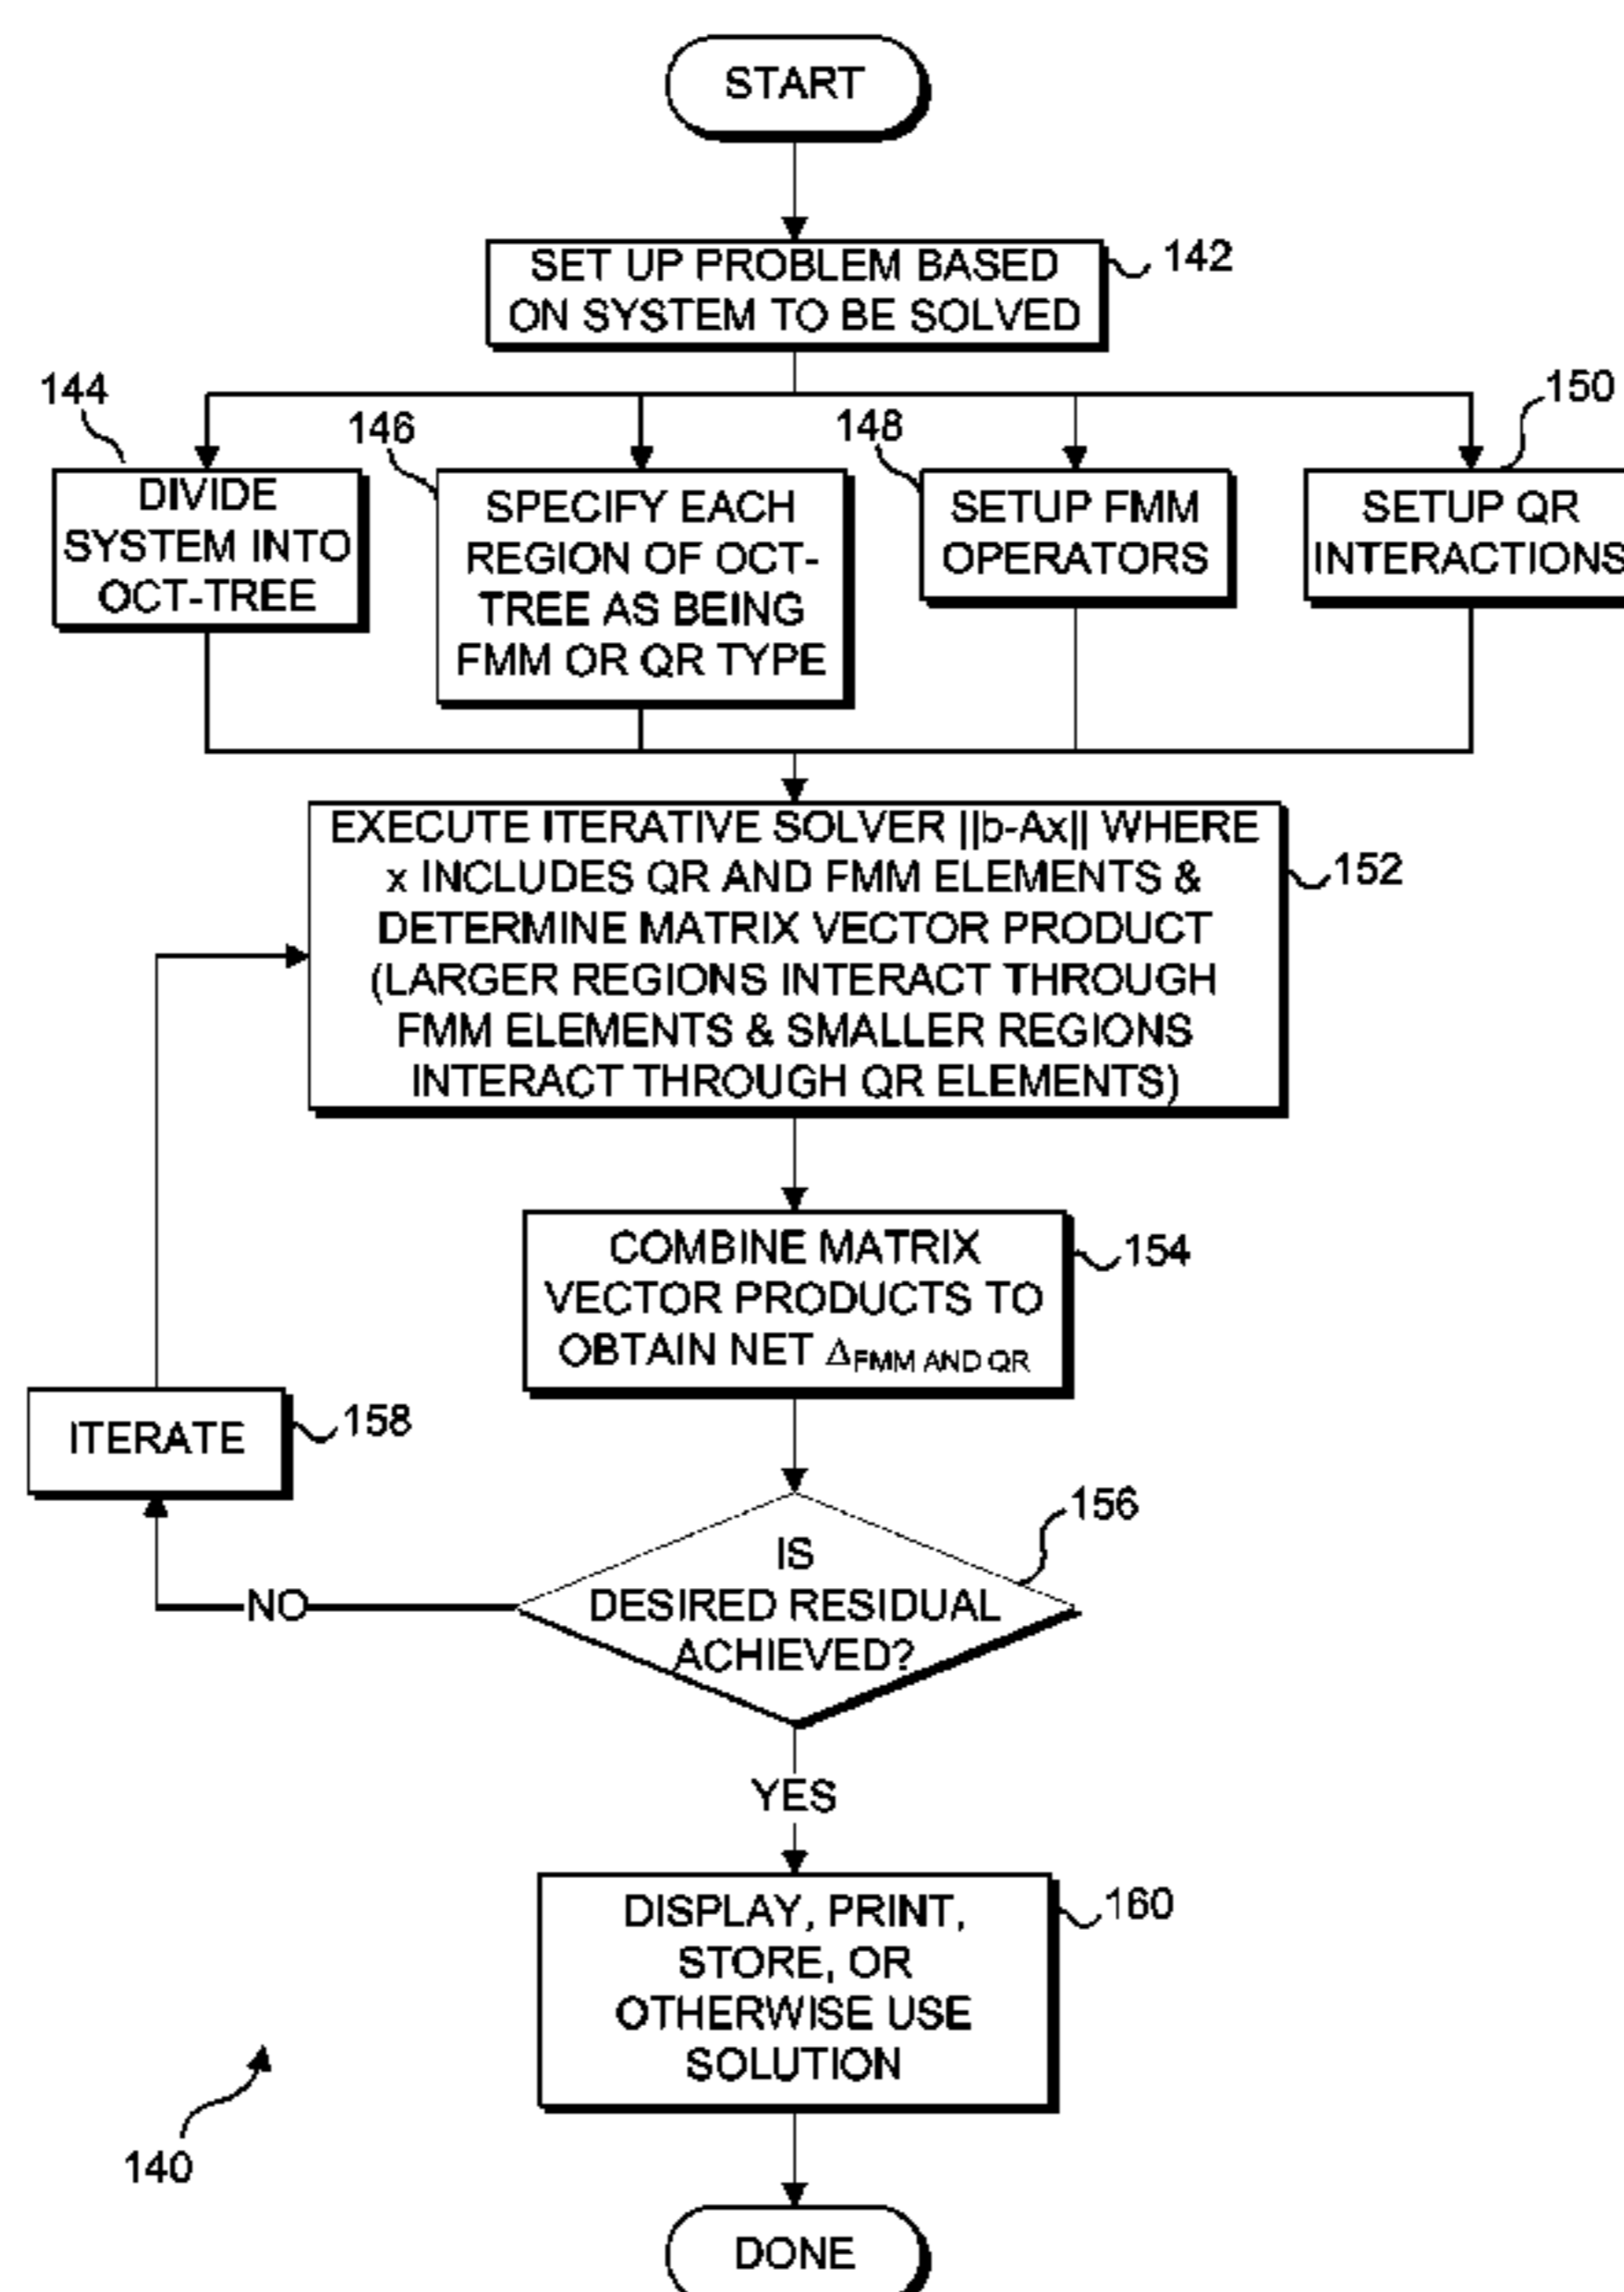 START
SET UP PROBLEM BASED
ON SYSTEM TO BE SOLVED
142
144
DIVIDE
SYSTEM INTO
OCT-TREE
146
SPECIFY EACH
REGION OF OCT-
TREE AS BEING
FMM OR QR TYPE
148
SETUP FMM
OPERATORS
150
SETUP QR
INTERACTIONS
EXECUTE ITERATIVE SOLVER ||b-Ax|| WHERE
x INCLUDES QR AND FMM ELEMENTS &
DETERMINE MATRIX VECTOR PRODUCT
(LARGER REGIONS INTERACT THROUGH
FMM ELEMENTS & SMALLER REGIONS
INTERACT THROUGH QR ELEMENTS)
152
COMBINE MATRIX
VECTOR PRODUCTS TO
OBTAIN NET ΔFMM AND QR
154
ITERATE
158
IS
DESIRED RESIDUAL
ACHIEVED?
156
NO
YES
DISPLAY, PRINT,
STORE, OR
OTHERWISE USE
SOLUTION
160
140
DONE